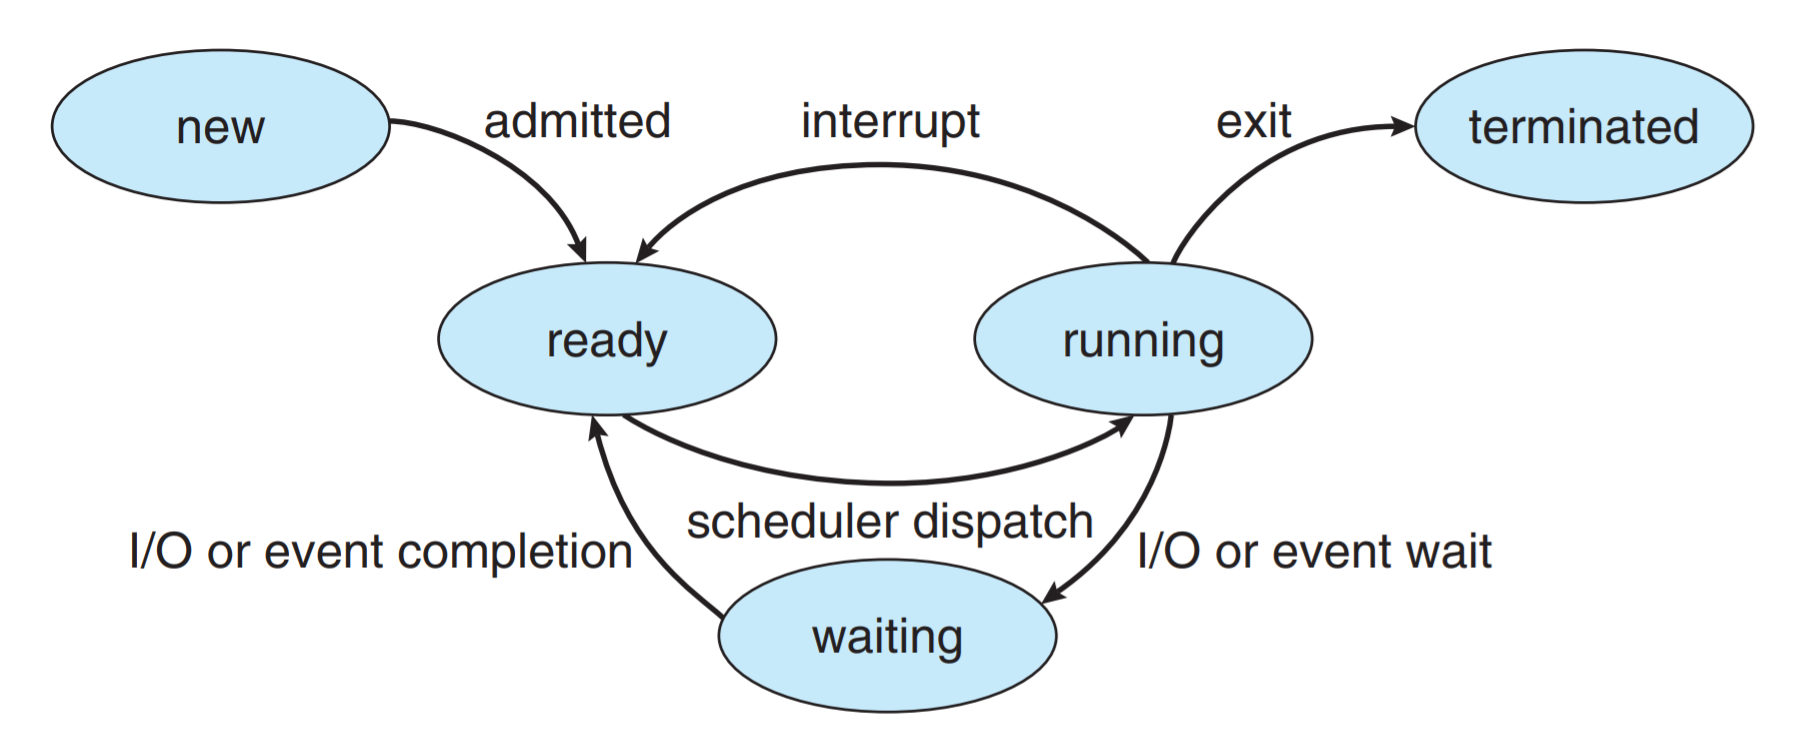 new
admitted
interrupt
exit
terminated
ready
running
scheduler dispatch
I/O or event completion
I/O or event wait
waiting